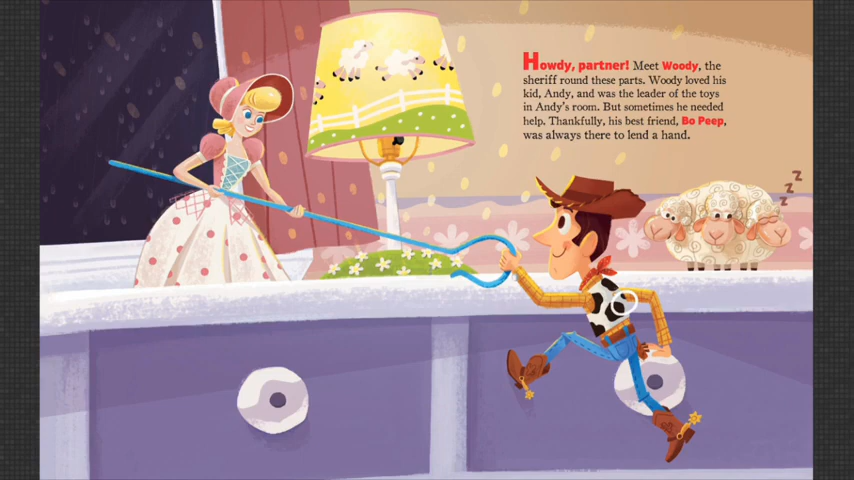 Howdy, partner! Meet Woody, the
sheriff round these parts. Woody loved his
kid, Andy, and was the leader of the toys
in Andy's room. But sometimes he needed
help. Thankfully, his best friend, Bo Peep,
was always there to lend a hand.
z
z
z